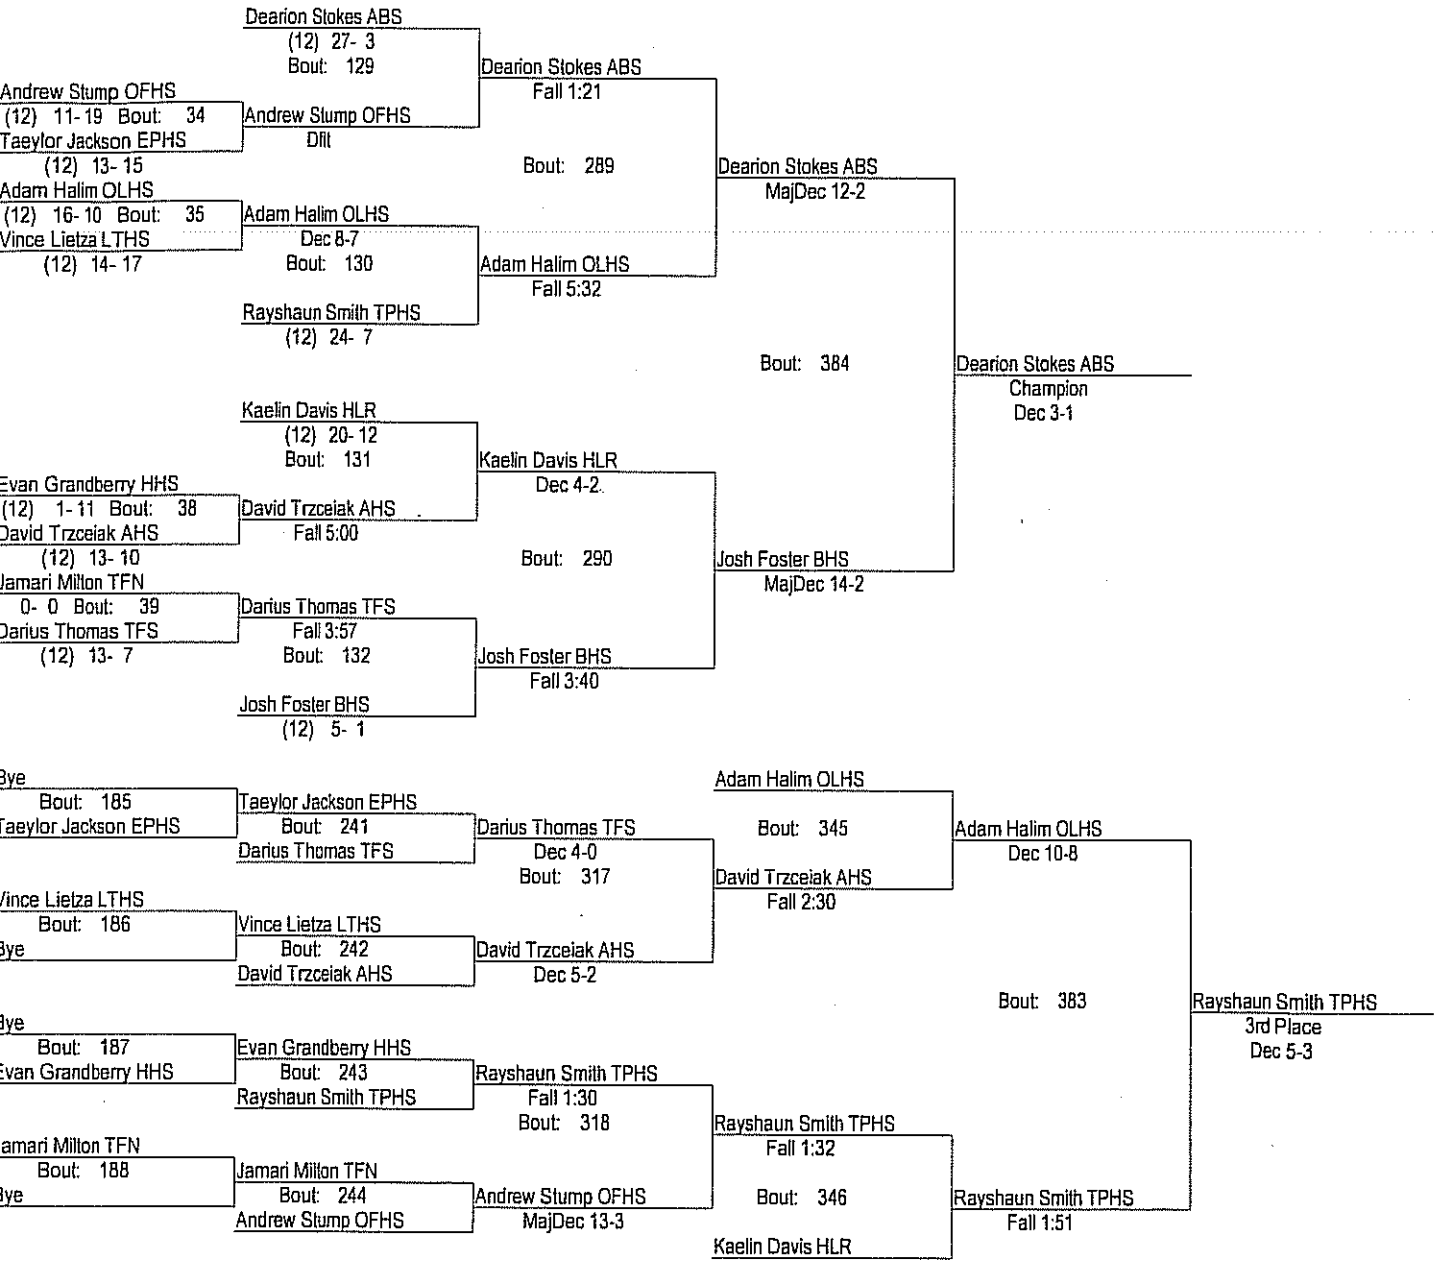 Dearion Stokes ABS
(12) 27- 3
Bout: 129
Dearion Stokes ABS
Fall 1:21
Andrew Stump OFHS
(12) 11-19 Bout: 34
Andrew Stump OFHS
Dflt
Taeylor Jackson EPHS
(12) 13- 15
Bout: 289
Dearion Stokes ABS
MajDec 12-2
Adam Halim OLHS
(12) 16-10 Bout: 35
Adam Halim OLHS
Dec 8-7
Vince Lietza LTHS
(12) 14- 17
Bout: 130
Adam Halim OLHS
Fall 5:32
Rayshaun Smith TPHS
(12) 24- 7
Bout: 384
Dearion Stokes ABS
Champion
Dec 3-1
Kaelin Davis HLR
(12) 20- 12
Bout: 131
Kaelin Davis HLR
Dec 4-2
Evan Grandberry HHS
(12) 1-11 Bout: 38
David Trzceiak AHS
Fall 5:00
David Trzceiak AHS
(12) 13- 10
Bout: 290
Josh Foster BHS
MajDec 14-2
Jamari Milton TFN
0- 0 Bout: 39
Darius Thomas TFS
Fall 3:57
Darius Thomas TFS
(12) 13- 7
Bout: 132
Josh Foster BHS
Fall 3:40
Josh Foster BHS
(12) 5- 1
Bye
Bout: 185
Taeylor Jackson EPHS
Taeylor Jackson EPHS
Bout: 241
Darius Thomas TFS
Darius Thomas TFS
Dec 4-0
Bout: 317
Adam Halim OLHS
Bout: 345
Adam Halim OLHS
Dec 10-8
David Trzceiak AHS
Fall 2:30
Vince Lietza LTHS
Bout: 186
Bye
Vince Lietza LTHS
Bout: 242
David Trzceiak AHS
David Trzceiak AHS
Dec 5-2
Bout: 383
Rayshaun Smith TPHS
3rd Place
Dec 5-3
Bye
Bout: 187
Evan Grandberry HHS
Evan Grandberry HHS
Bout: 243
Rayshaun Smith TPHS
Rayshaun Smith TPHS
Fall 1:30
Bout: 318
Rayshaun Smith TPHS
Fall 1:32
Jamari Milton TFN
Bout: 188
Bye
Jamari Milton TFN
Bout: 244
Andrew Stump OFHS
Andrew Stump OFHS
MajDec 13-3
Bout: 346
Rayshaun Smith TPHS
Fall 1:51
Kaelin Davis HLR